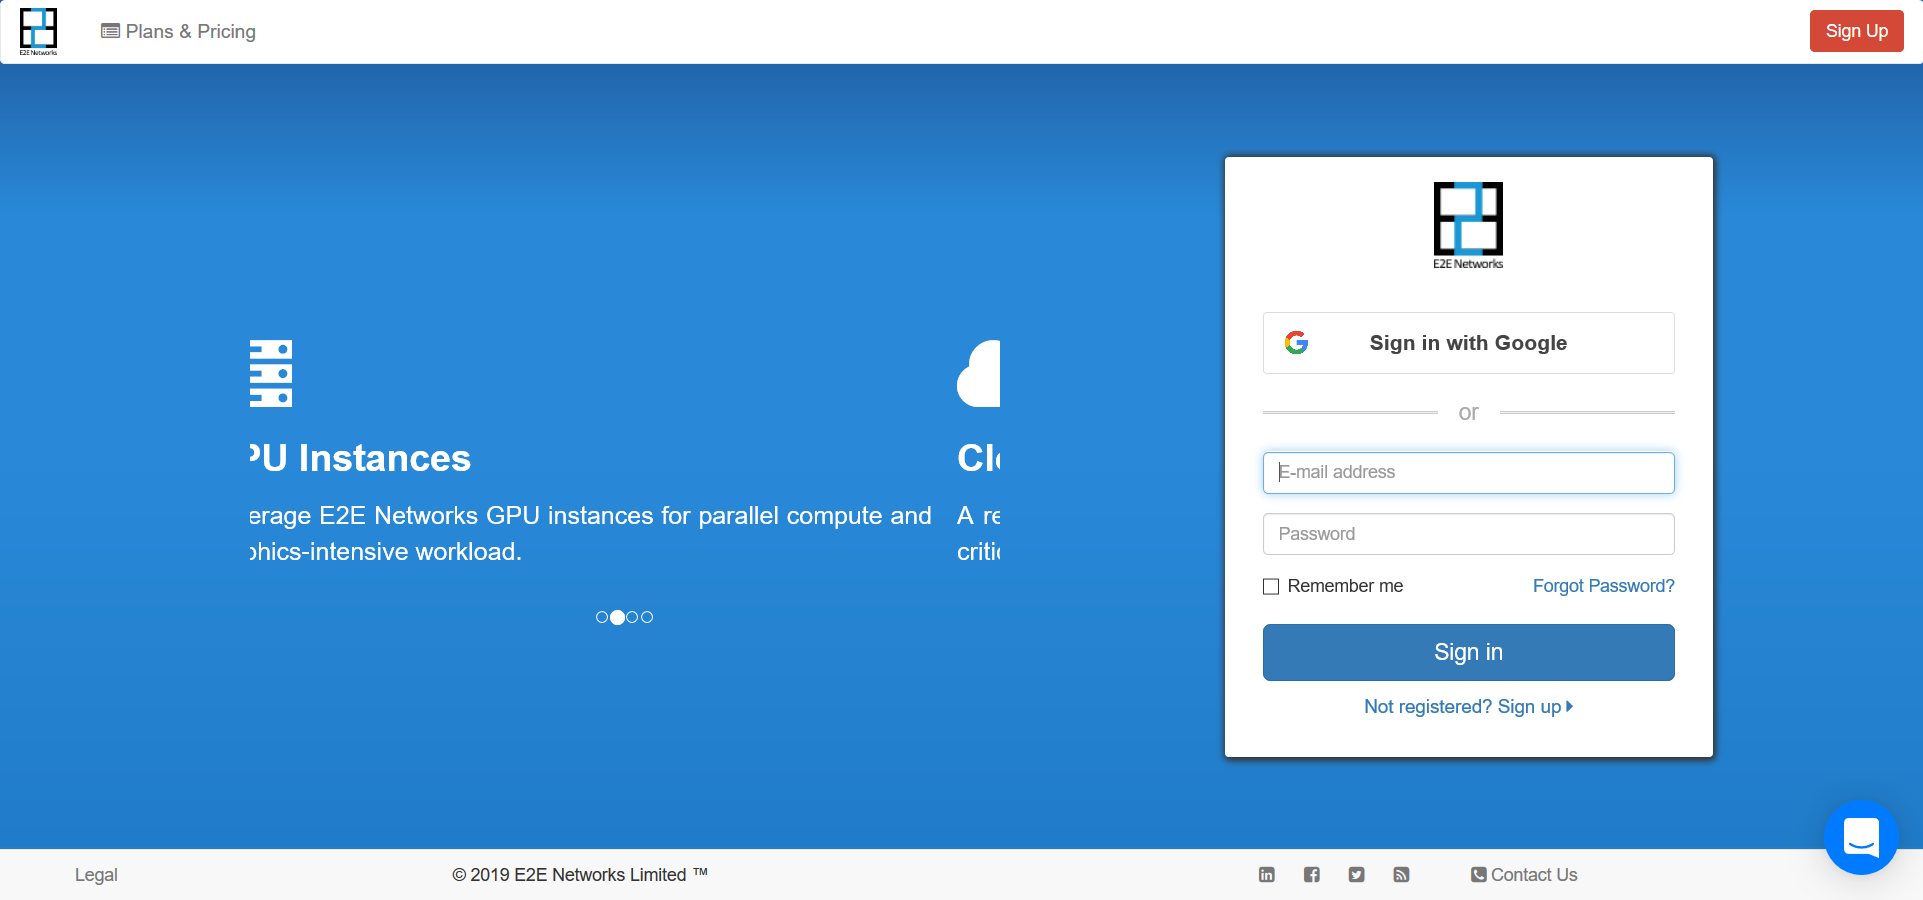 E2E Networks
Plans & Pricing
Sign Up
E2E Networks
Sign in with Google
or
E-mail address
Password
Remember me
Forgot Password?
Sign in
Not registered? Sign up
PU Instances
erage E2E Networks GPU instances for parallel compute and
phics-intensive workload.
Cl
A re
criti
Legal
© 2019 E2E Networks Limited ™
Contact Us